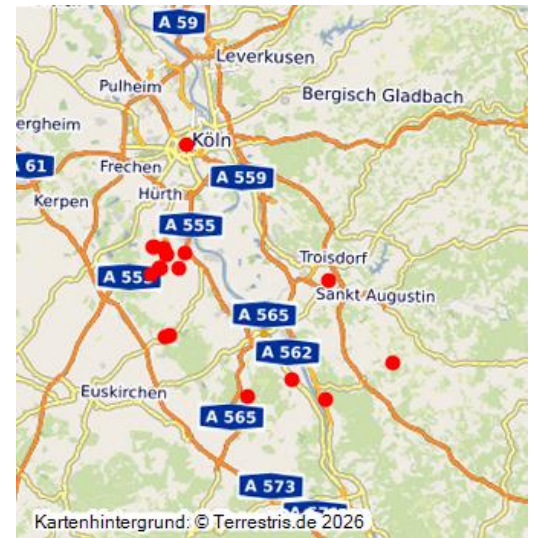 A 59
Leverkusen
Pulheim
Bergisch Gladbach
ergheim
Köln
A 61
Frechen
A 559
Kerpen
Hürth
A 555
Troisdorf
A 553
Sankt Augustin
A 565
A 562
Euskirchen
A 565
A 573
Kartenhintergrund: © Terrestris.de 2026